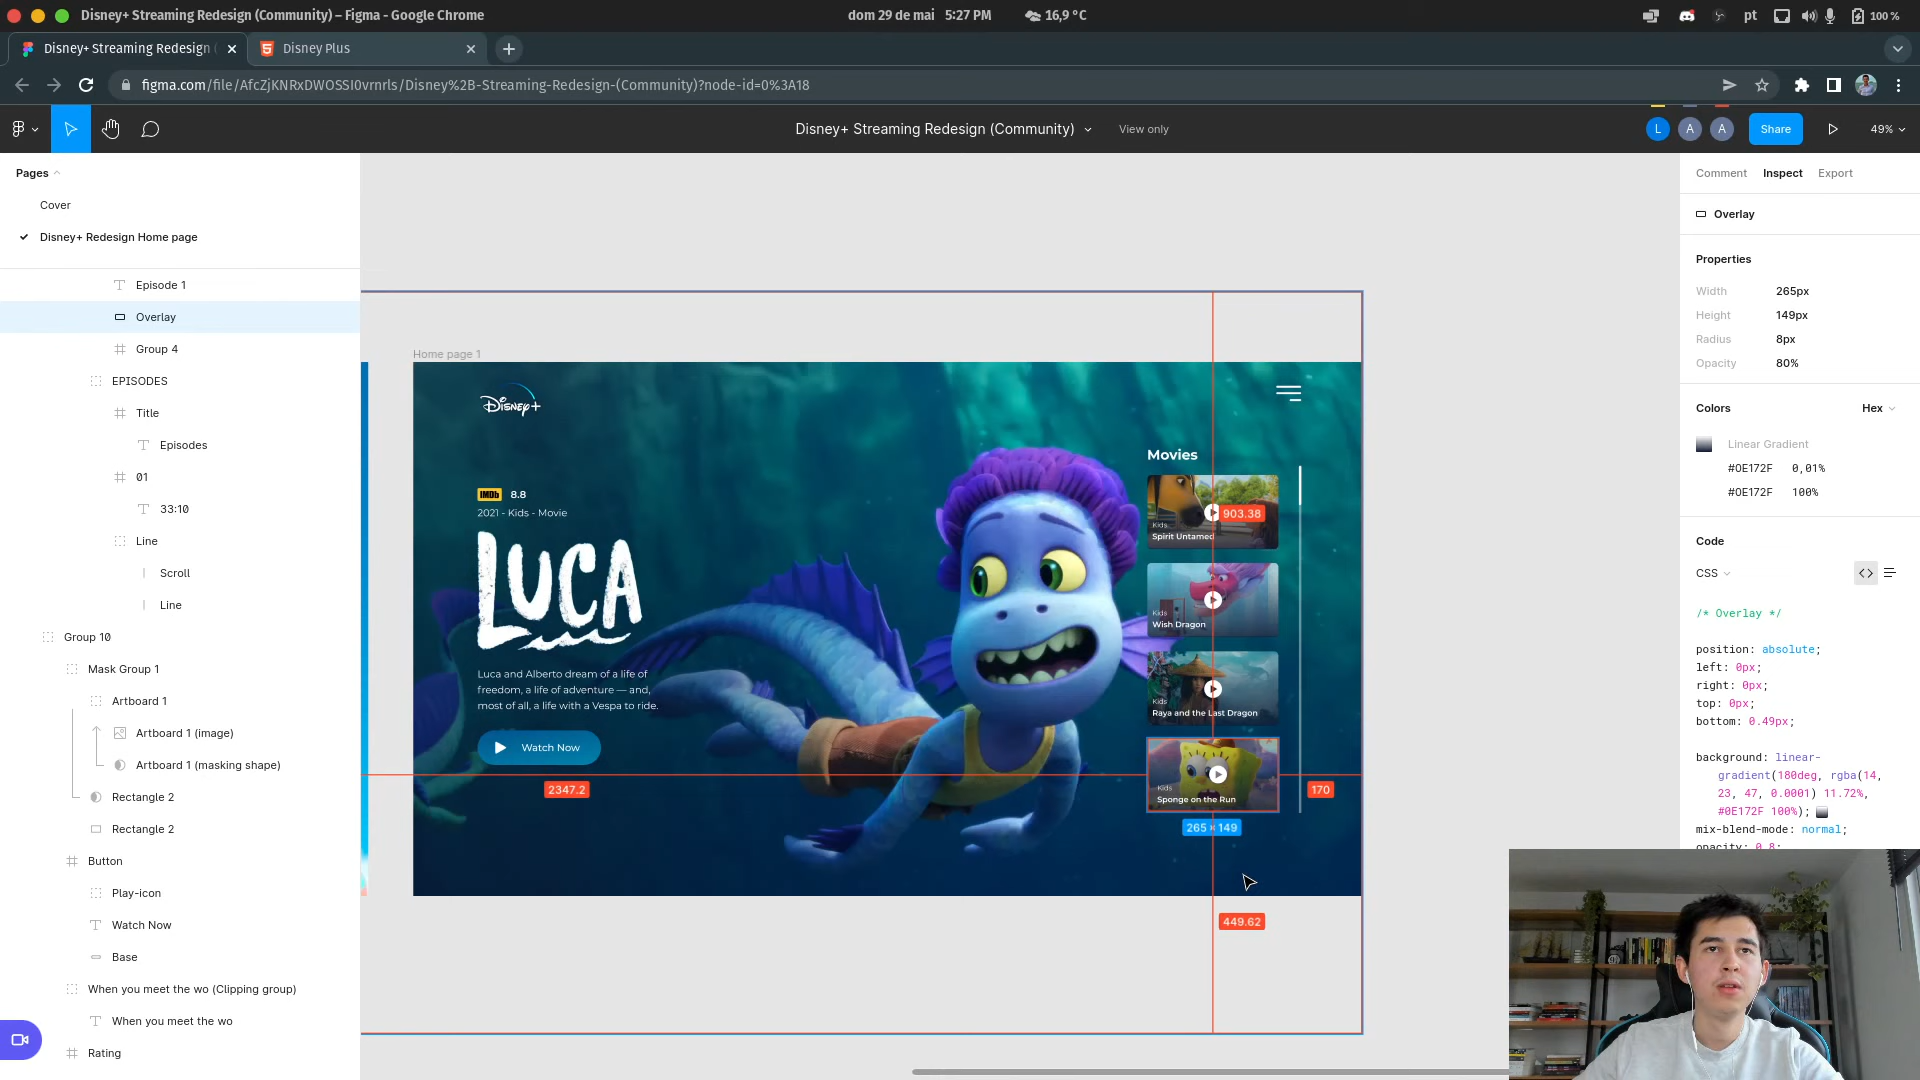 Disney+ Streaming Redesign (Community) – Figma - Google Chrome
dom 29 de mai 5:27 PM
16,9 °C
pt
100 %
Disney+ Streaming Redesign (
Disney Plus
figma.com/file/AfcZjKNRxDWOSSI0vrnrls/Disney%2B-Streaming-Redesign-(Community)?node-id=0%3A18
Disney+ Streaming Redesign (Community)
View only
L
A
A
Share
49%
Pages
Cover
Disney+ Redesign Home page
Episode 1
Overlay
Group 4
EPISODES
Title
Episodes
01
33:10
Line
Scroll
Line
Group 10
Mask Group 1
Artboard 1
Artboard 1 (image)
Artboard 1 (masking shape)
Rectangle 2
Rectangle 2
Button
Play-icon
Watch Now
Base
When you meet the wo (Clipping group)
When you meet the wo
Rating
Home page 1
Disney+
IMDb 8.8
2021 - Kids - Movie
LUCA
Luca and Alberto dream of a life of
freedom, a life of adventure — and,
most of all, a life with a Vespa to ride.
Watch Now
2347.2
Movies
903.38
Kids
Spirit Untamed
Kids
Wish Dragon
Kids
Raya and the Last Dragon
Kids
Sponge on the Run
170
265 × 149
449.62
Comment
Inspect
Export
Overlay
Properties
Width 265px
Height 149px
Radius 8px
Opacity 80%
Colors
Hex
Linear Gradient
#0E172F 0,01%
#0E172F 100%
Code
CSS
/* Overlay */
position: absolute;
left: 0px;
right: 0px;
top: 0px;
bottom: 0.49px;
background: linear-
gradient(180deg, rgba(14,
23, 47, 0.0001) 11.72%,
#0E172F 100%);
mix-blend-mode: normal;
opacity: 0.8;